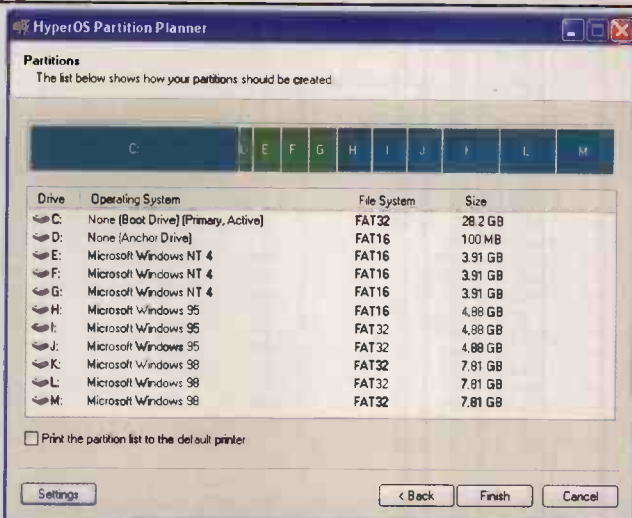 HyperOS Partition Planner
Partitions
The list below shows how your partitions should be created
C: E F G H I J L M
Drive Operating System File System Size
C: None (Boot Drive) (Primary, Active) FAT32 28.2 GB
D: None (Anchor Drive) FAT16 100 MB
E: Microsoft Windows NT 4 FAT16 3.91 GB
F: Microsoft Windows NT 4 FAT16 3.91 GB
G: Microsoft Windows NT 4 FAT16 3.91 GB
H: Microsoft Windows 95 FAT16 4.88 GB
I: Microsoft Windows 95 FAT32 4.88 GB
J: Microsoft Windows 95 FAT32 4.88 GB
K: Microsoft Windows 98 FAT32 7.81 GB
L: Microsoft Windows 98 FAT32 7.81 GB
M: Microsoft Windows 98 FAT32 7.81 GB
Print the partition list to the default printer
Settings < Back Finish Cancel